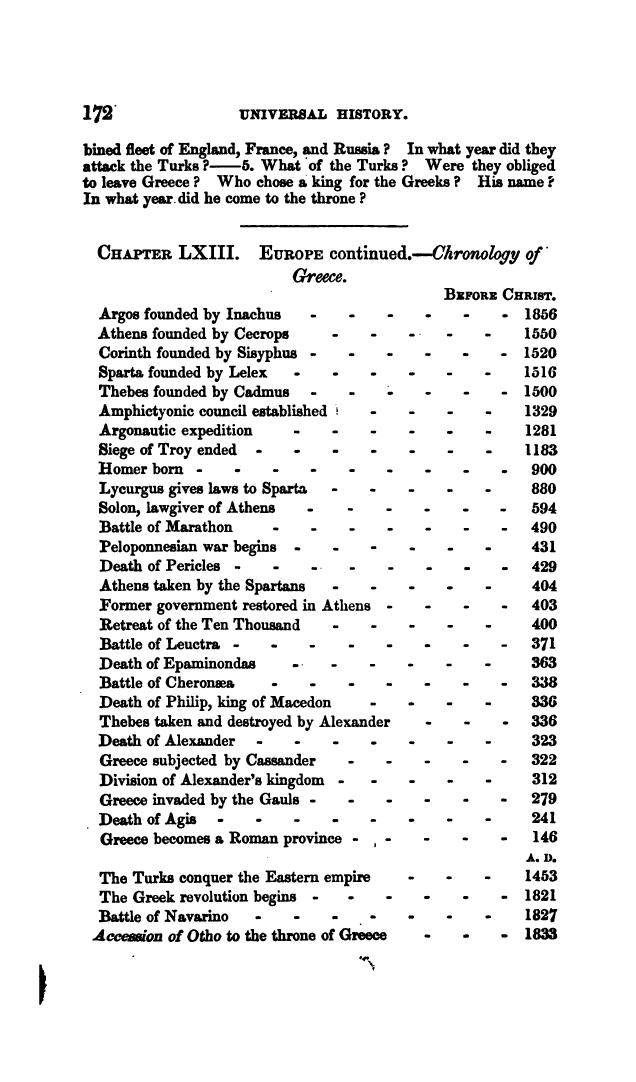 172 UNIVERSAL HISTORY.
bined fleet of England, France, and Russia? In what year did they
attack the Turks?——5. What of the Turks? Were they obliged
to leave Greece? Who chose a king for the Greeks? His name?
In what year did he come to the throne?
CHAPTER LXIII. EUROPE continued.—Chronology of
Greece.
BEFORE CHRIST.
Argos founded by Inachus - - - - - - 1856
Athens founded by Cecrops - - - - - 1550
Corinth founded by Sisyphus - - - - - - 1520
Sparta founded by Lelex - - - - - - 1516
Thebes founded by Cadmus - - - - - - 1500
Amphictyonic council established - - - - 1329
Argonautic expedition - - - - - - 1281
Siege of Troy ended - - - - - - - 1183
Homer born - - - - - - - - - 900
Lycurgus gives laws to Sparta - - - - - 880
Solon, lawgiver of Athens - - - - - - 594
Battle of Marathon - - - - - - - 490
Peloponnesian war begins - - - - - - 431
Death of Pericles - - - - - - - - 429
Athens taken by the Spartans - - - - - 404
Former government restored in Athens - - - - 403
Retreat of the Ten Thousand - - - - - 400
Battle of Leuctra - - - - - - - - 371
Death of Epaminondas - - - - - - 363
Battle of Cheronæa - - - - - - - 338
Death of Philip, king of Macedon - - - - 336
Thebes taken and destroyed by Alexander - - - 336
Death of Alexander - - - - - - - 323
Greece subjected by Cassander - - - - - 322
Division of Alexander's kingdom - - - - - 312
Greece invaded by the Gauls - - - - - - 279
Death of Agis - - - - - - - - 241
Greece becomes a Roman province - - - - - 146
A. D.
The Turks conquer the Eastern empire - - - 1453
The Greek revolution begins - - - - - - 1821
Battle of Navarino - - - - - - - 1827
Accession of Otho to the throne of Greece - - - 1833